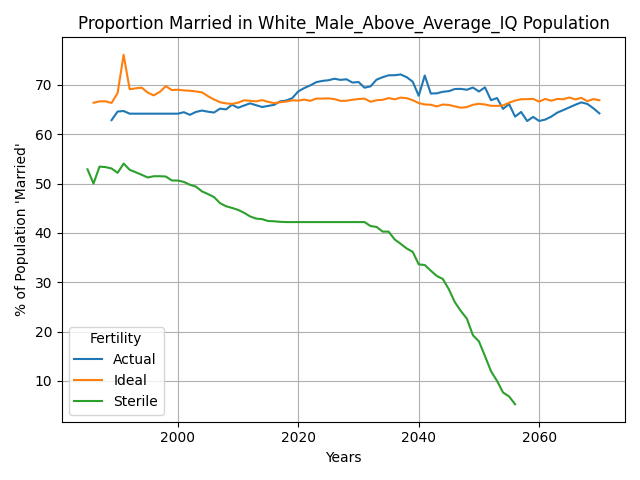 Proportion Married in White_Male_Above_Average_IQ Population
% of Population 'Married'
70
60
50
40
30
20
10
Fertility
Actual
Ideal
Sterile
2000
2020
2040
2060
Years